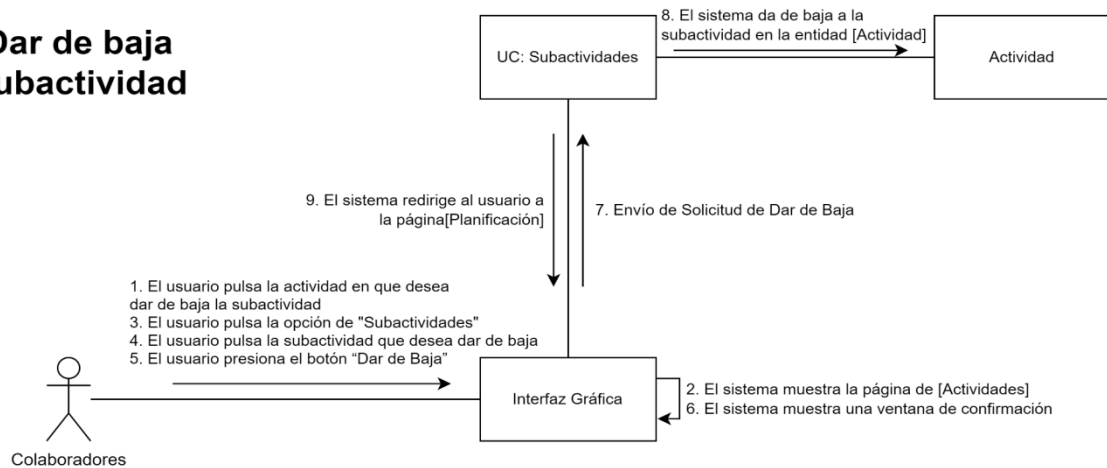 Dar de baja
subactividad
8. El sistema da de baja a la
subactividad en la entidad [Actividad]
UC: Subactividades
Actividad
9. El sistema redirige al usuario a
la página[Planificación]
7. Envío de Solicitud de Dar de Baja
1. El usuario pulsa la actividad en que desea
dar de baja la subactividad
3. El usuario pulsa la opción de "Subactividades"
4. El usuario pulsa la subactividad que desea dar de baja
5. El usuario presiona el botón “Dar de Baja”
Interfaz Gráfica
2. El sistema muestra la página de [Actividades]
6. El sistema muestra una ventana de confirmación
Colaboradores